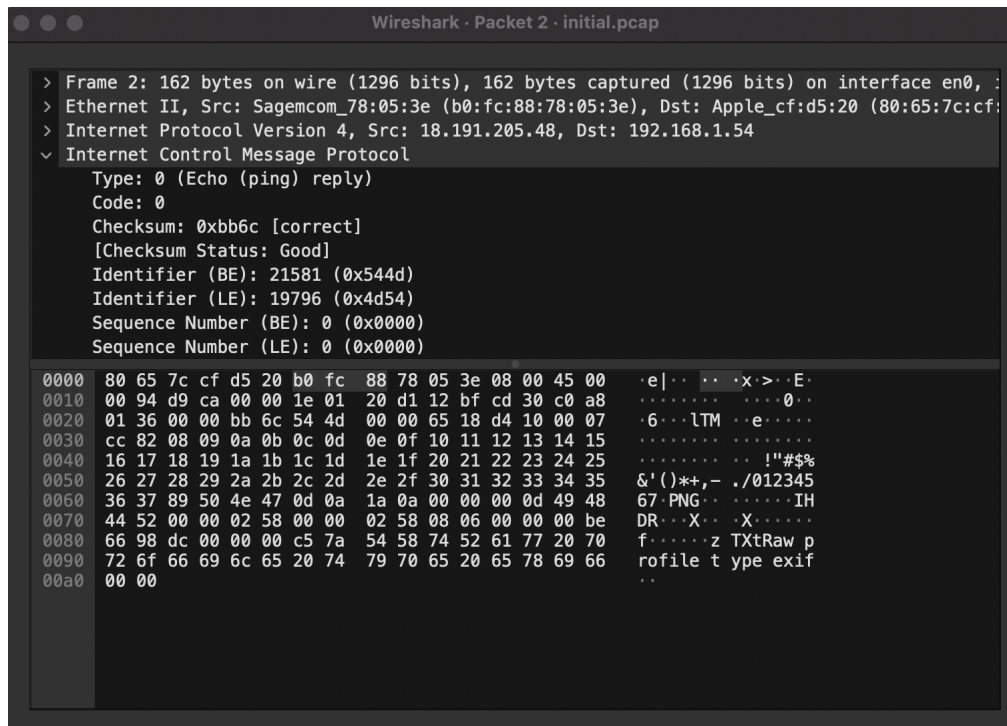 Wireshark · Packet 2 · initial.pcap
> Frame 2: 162 bytes on wire (1296 bits), 162 bytes captured (1296 bits) on interface en0,
> Ethernet II, Src: Sagemcom_78:05:3e (b0:fc:88:78:05:3e), Dst: Apple_cf:d5:20 (80:65:7c:cf:
> Internet Protocol Version 4, Src: 18.191.205.48, Dst: 192.168.1.54
Internet Control Message Protocol
Type: 0 (Echo (ping) reply)
Code: 0
Checksum: 0xbb6c [correct]
[Checksum Status: Good]
Identifier (BE): 21581 (0x544d)
Identifier (LE): 19796 (0x4d54)
Sequence Number (BE): 0 (0x0000)
Sequence Number (LE): 0 (0x0000)
0000 80 65 7c cf d5 20 b0 fc 88 78 05 3e 08 00 45 00 ·e|·· ·· ·x·>··E·
0010 00 94 d9 ca 00 00 1e 01 20 d1 12 bf cd 30 c0 a8 ········ ····0··
0020 01 36 00 00 bb 6c 54 4d 00 00 65 18 d4 10 00 07 ·6···lTM ··e·····
0030 cc 82 08 09 0a 0b 0c 0d 0e 0f 10 11 12 13 14 15 ········ ········
0040 16 17 18 19 1a 1b 1c 1d 1e 1f 20 21 22 23 24 25 ········ ·· !"#$%
0050 26 27 28 29 2a 2b 2c 2d 2e 2f 30 31 32 33 34 35 &'()*+,- ./012345
0060 36 37 89 50 4e 47 0d 0a 1a 0a 00 00 00 0d 49 48 67·PNG·· ······IH
0070 44 52 00 00 02 58 00 00 02 58 08 06 00 00 00 be DR···X·· ·X······
0080 66 98 dc 00 00 00 c5 7a 54 58 74 52 61 77 20 70 f······z TXtRaw p
0090 72 6f 66 69 6c 65 20 74 79 70 65 20 65 78 69 66 rofile t ype exif
00a0 00 00 ··